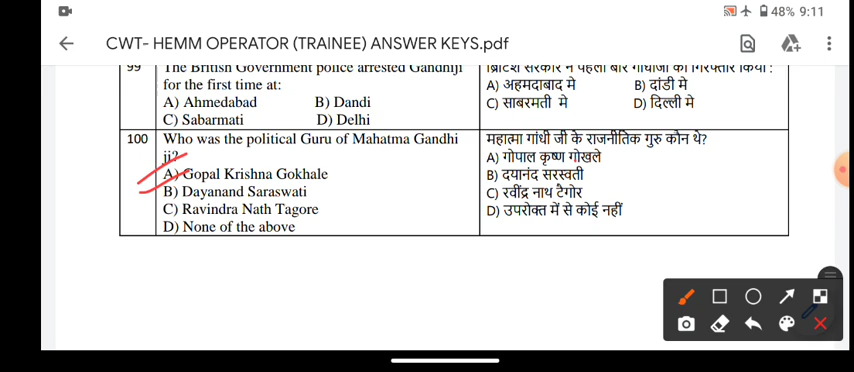 48% 9:11
CWT- HEMM OPERATOR (TRAINEE) ANSWER KEYS.pdf
99 The British Government police arrested Gandhiji
for the first time at:
A) Ahmedabad B) Dandi
C) Sabarmati D) Delhi
ब्रिटिश सरकार ने पहली बार गांधीजी को गिरफ्तार किया :
A) अहमदाबाद मे B) दांडी मे
C) साबरमती मे D) दिल्ली मे
100 Who was the political Guru of Mahatma Gandhi
ji?
A) Gopal Krishna Gokhale
B) Dayanand Saraswati
C) Ravindra Nath Tagore
D) None of the above
महात्मा गांधी जी के राजनीतिक गुरु कौन थे?
A) गोपाल कृष्ण गोखले
B) दयानंद सरस्वती
C) रवींद्र नाथ टैगोर
D) उपरोक्त में से कोई नहीं